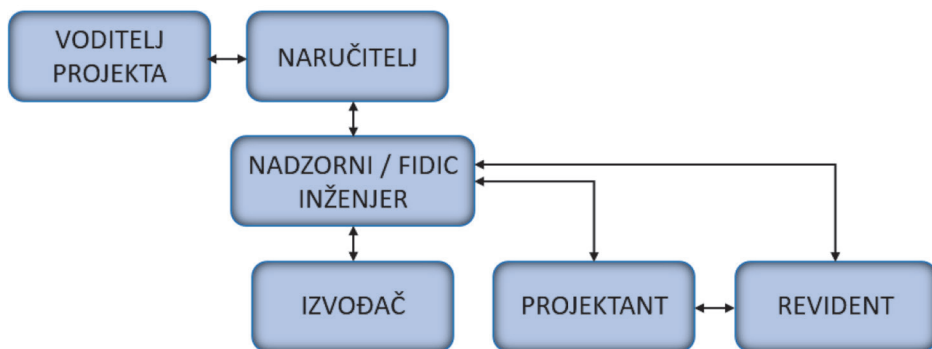 VODITELJ
PROJEKTA
NARUČITELJ
NADZORNI / FIDIC
INŽENJER
IZVOĐAČ
PROJEKTANT
REVIDENT